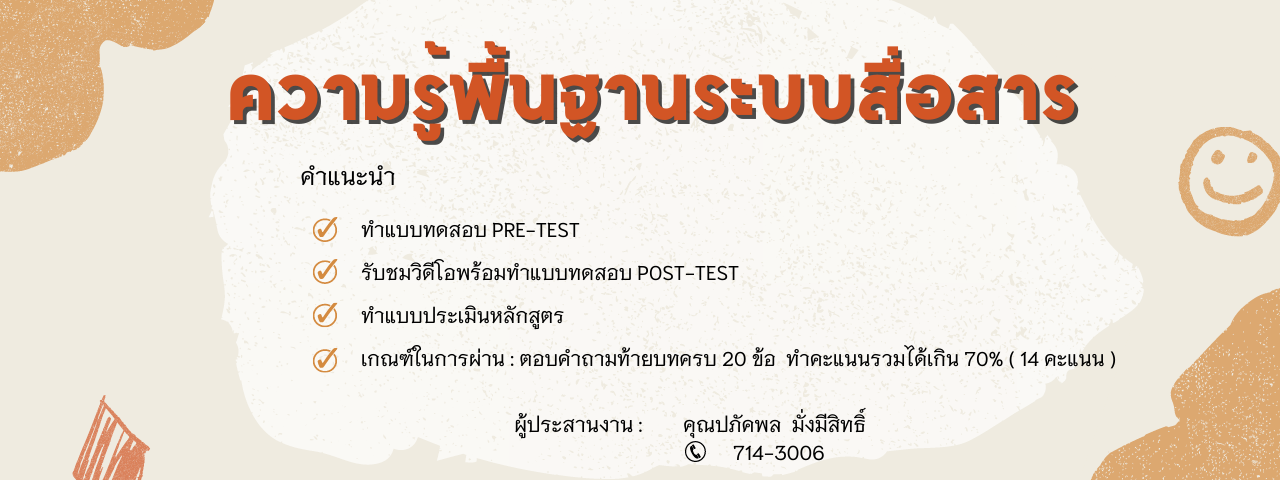 ความรู้พื้นฐานระบบสื่อสาร
คำแนะนำ
ทำแบบทดสอบ PRE-TEST
รับชมวิดีโอพร้อมทำแบบทดสอบ POST-TEST
ทำแบบประเมินหลักสูตร
เกณฑ์ในการผ่าน : ตอบคำถามท้ายบทครบ 20 ข้อ ทำคะแนนรวมได้เกิน 70% ( 14 คะแนน )
ผู้ประสานงาน : คุณปภัคพล มั่งมีสิทธิ์
714-3006